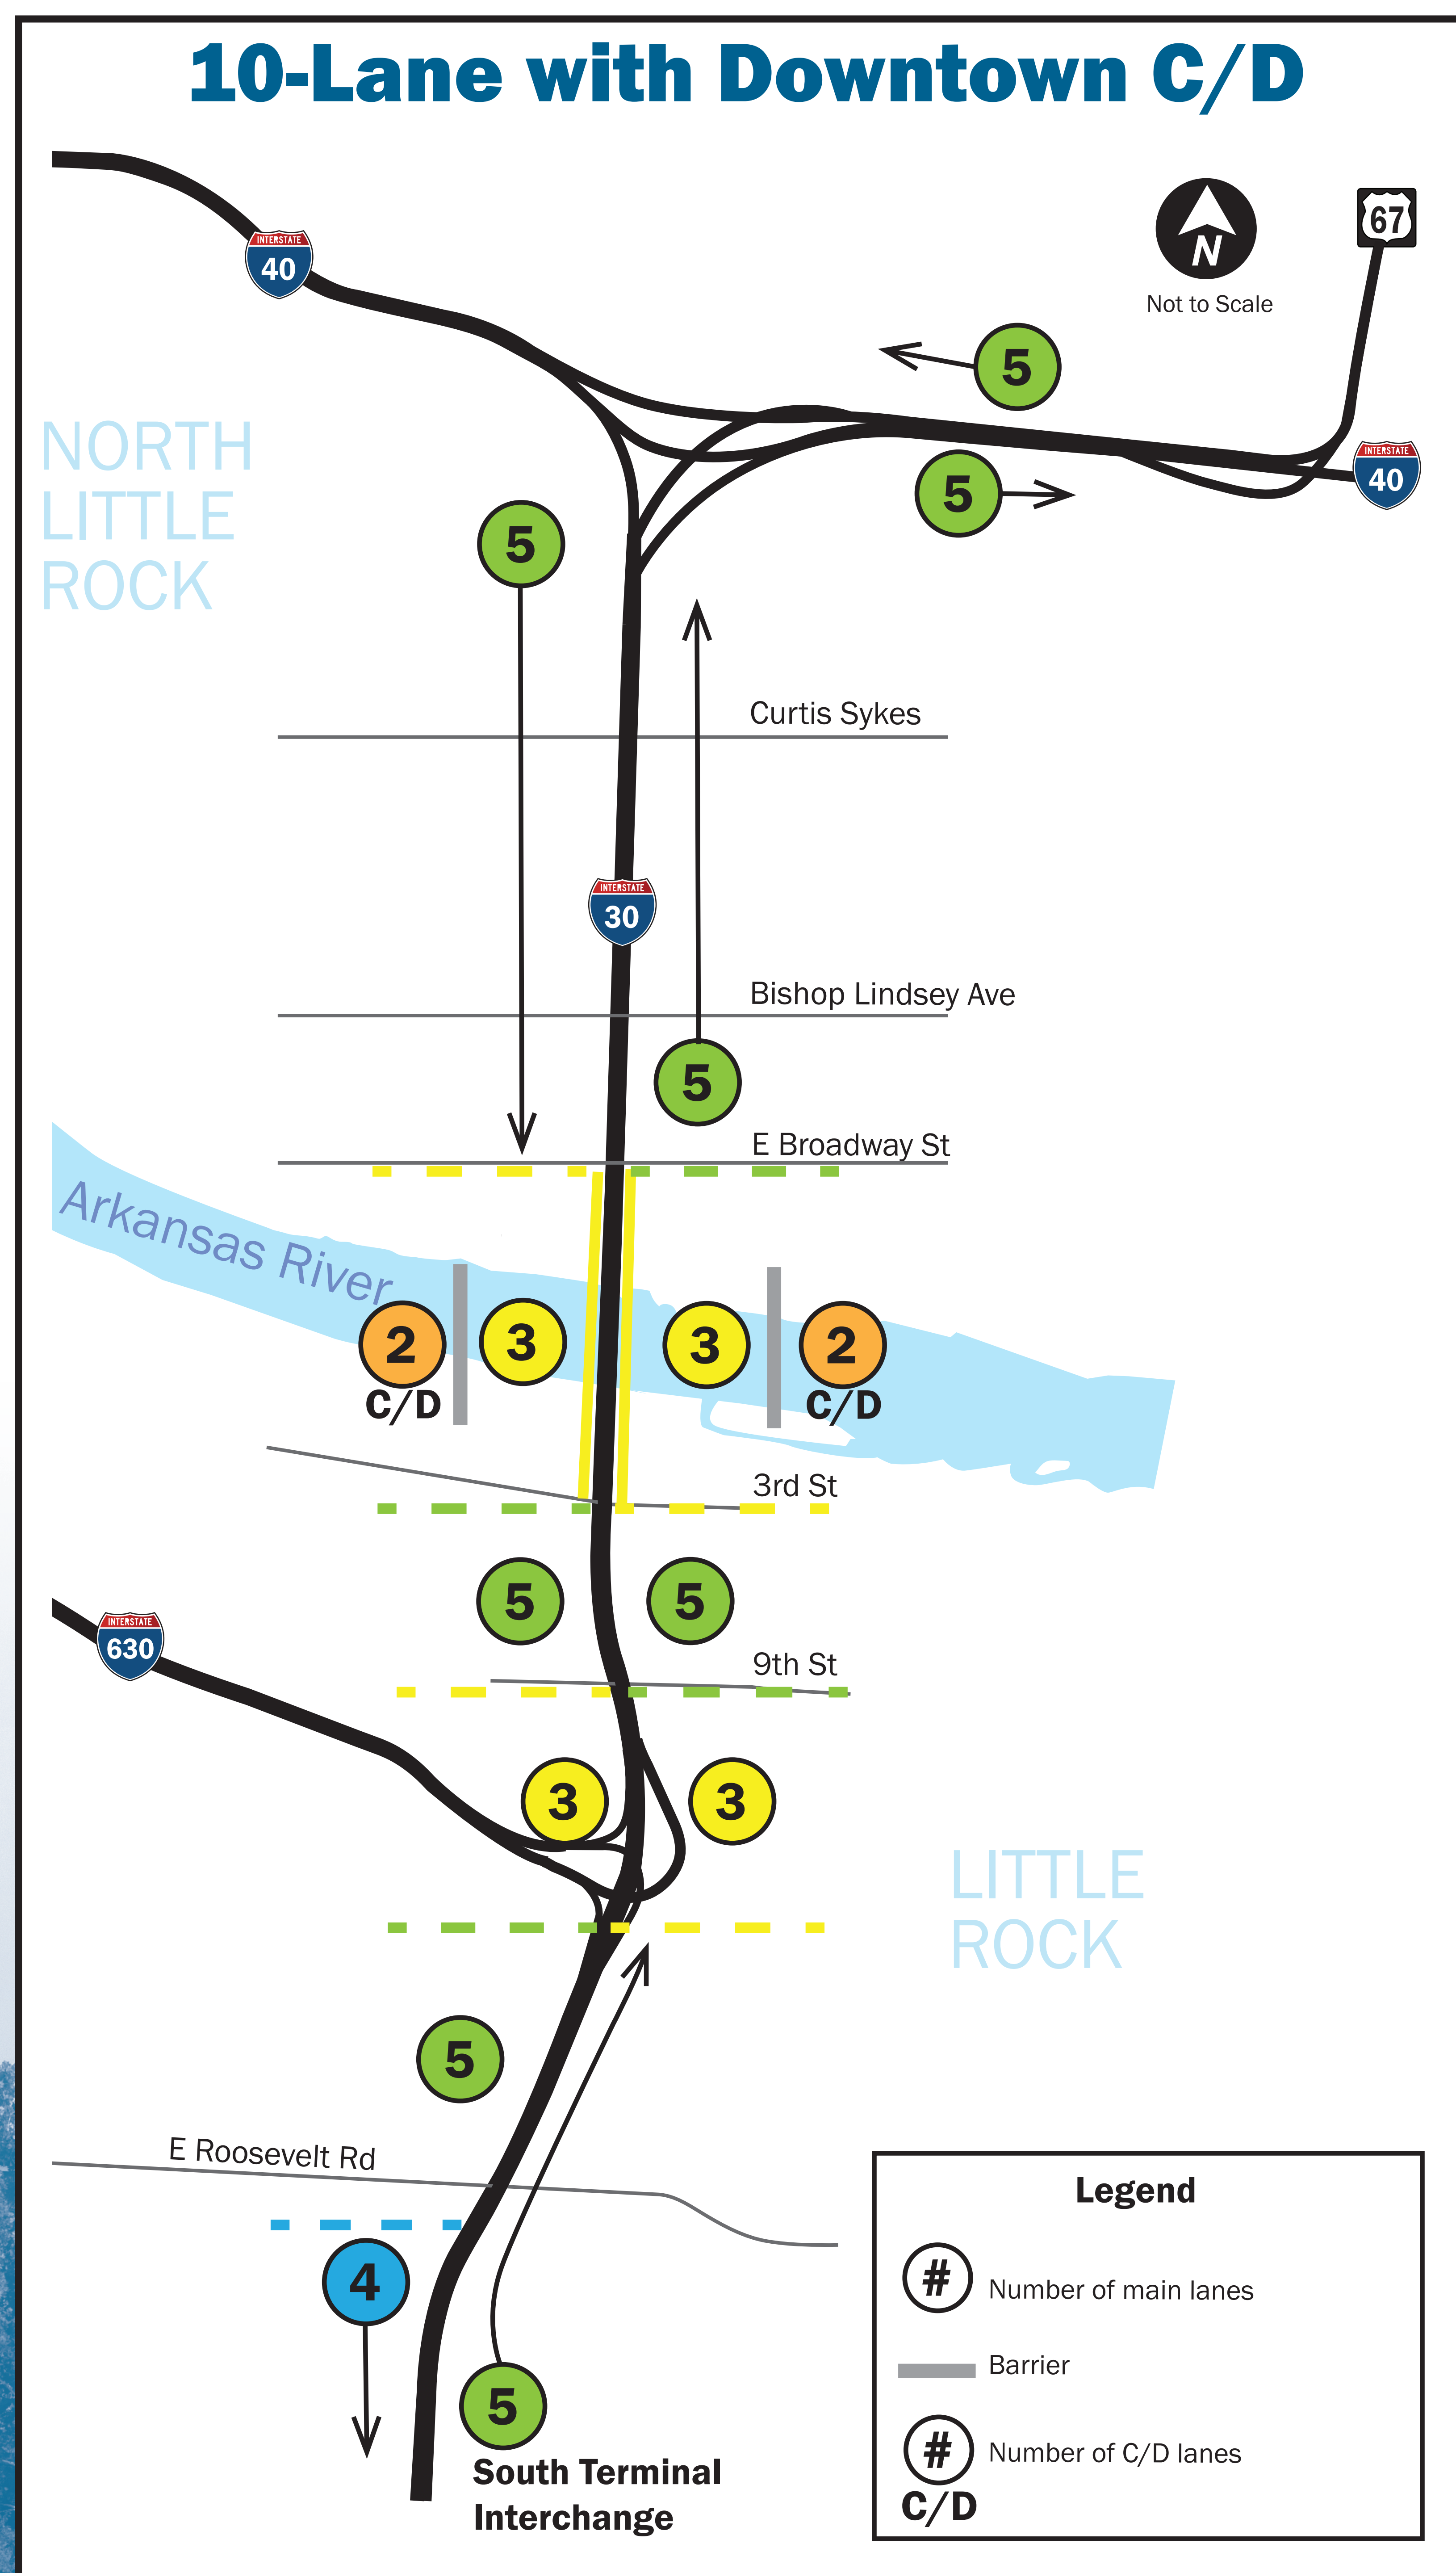 10-Lane with Downtown C/D
67
N
INTERSTATE
40
Not to Scale
5
NORTH
LITTLE
ROCK
INTERSTATE
40
5
5
Curtis Sykes
INTERSTATE
30
Bishop Lindsey Ave
5
E Broadway St
Arkansas River
2
3
3
2
C/D
C/D
3rd St
5
5
INTERSTATE
630
9th St
3
3
LITTLE
ROCK
5
E Roosevelt Rd
4
5
South Terminal
Interchange
Legend
#
Number of main lanes
Barrier
#
Number of C/D lanes
C/D